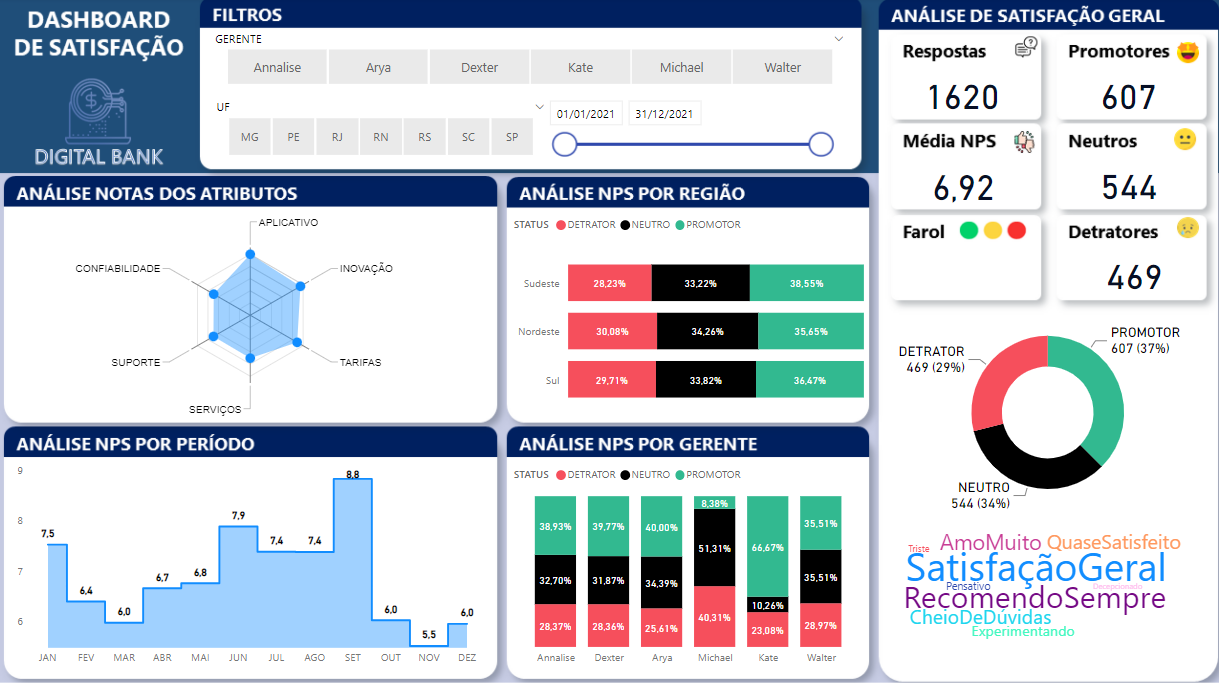 DASHBOARD
DE SATISFAÇÃO
DIGITAL BANK
FILTROS
GERENTE
Annalise Arya Dexter Kate Michael Walter
UF
MG PE RJ RN RS SC SP
01/01/2021 31/12/2021
ANÁLISE DE SATISFAÇÃO GERAL
Respostas
1620
Promotores
607
Média NPS
6,92
Neutros
544
Farol
Detratores
469
ANÁLISE NOTAS DOS ATRIBUTOS
APLICATIVO
CONFIABILIDADE INOVAÇÃO
SUPORTE TARIFAS
SERVIÇOS
ANÁLISE NPS POR REGIÃO
STATUS DETRATOR NEUTRO PROMOTOR
Sudeste 28,23% 33,22% 38,55%
Nordeste 30,08% 34,26% 35,65%
Sul 29,71% 33,82% 36,47%
ANÁLISE NPS POR PERÍODO
9
8
7
6
7,5 6,4 6,0 6,7 6,8 7,9 7,4 7,4 8,8 6,0 5,5 6,0
JAN FEV MAR ABR MAI JUN JUL AGO SET OUT NOV DEZ
ANÁLISE NPS POR GERENTE
STATUS DETRATOR NEUTRO PROMOTOR
38,93% 39,77% 40,00% 8,38% 66,67% 35,51%
32,70% 31,87% 34,39% 51,31% 10,26% 35,51%
28,37% 28,36% 25,61% 40,31% 23,08% 28,97%
Annalise Dexter Arya Michael Kate Walter
PROMOTOR
607 (37%)
DETRATOR
469 (29%)
NEUTRO
544 (34%)
Triste AmoMuito QuaseSatisfeito
SatisfaçãoGeral
Pensativo Decepcionado
RecomendoSempre
CheioDeDúvidas
Experimentando